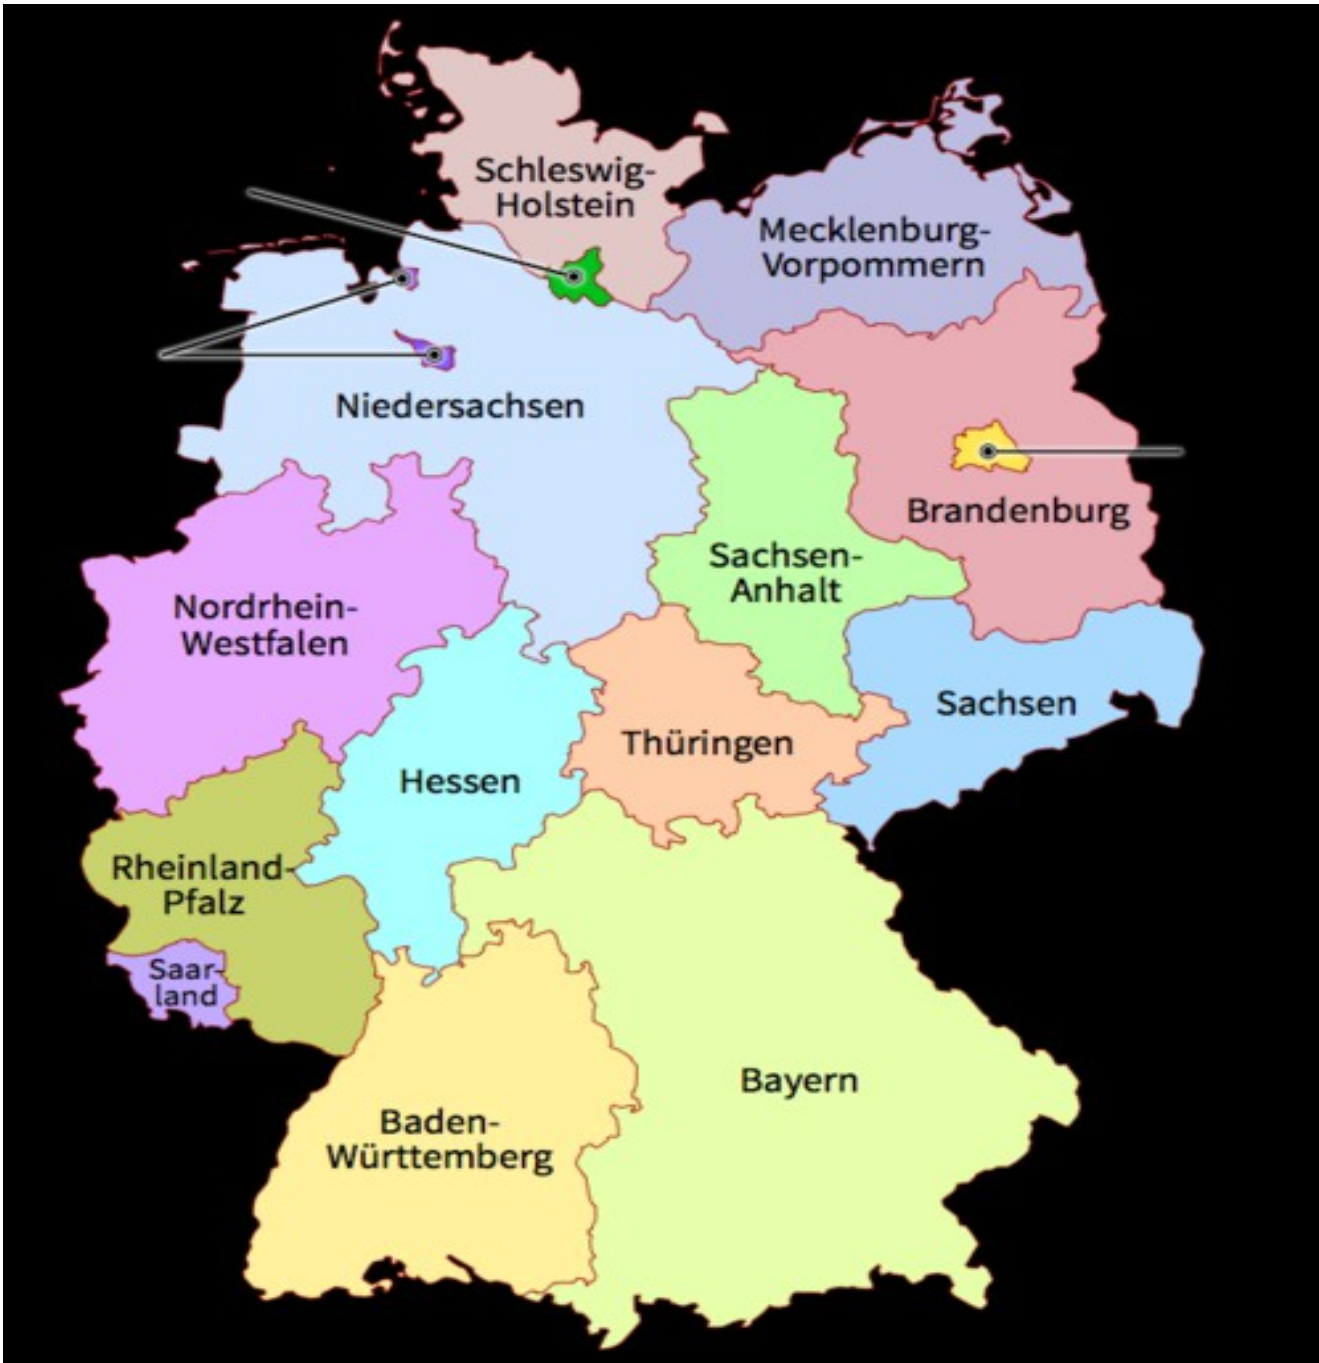 Schleswig-
Holstein
Mecklenburg-
Vorpommern
Niedersachsen
Brandenburg
Sachsen-
Anhalt
Nordrhein-
Westfalen
Sachsen
Thüringen
Hessen
Rheinland-
Pfalz
Saar-
land
Bayern
Baden-
Württemberg